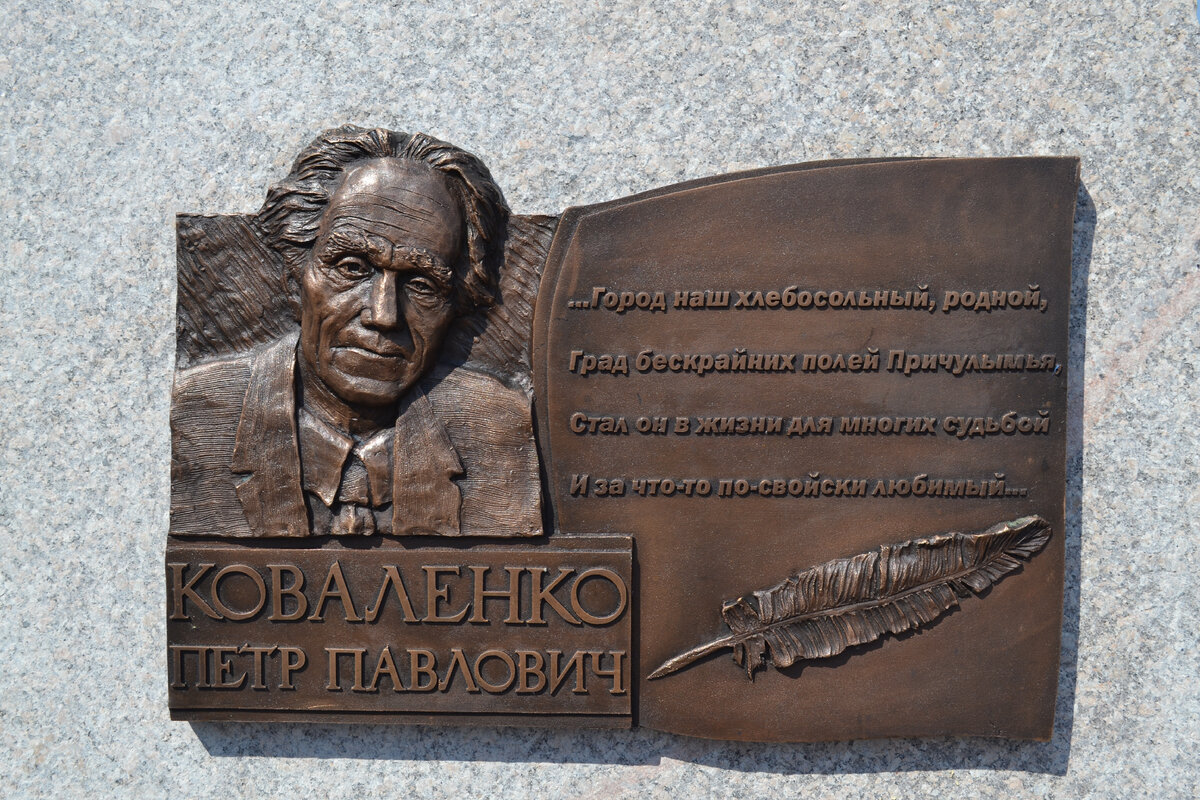 ...Город наш хлебосольный, родной,
Град бескрайних полей Причулымья,
Стал он в жизни для многих судьбой
И за что-то по-свойски любимый...
КОВАЛЕНКО
ПЕТР ПАВЛОВИЧ